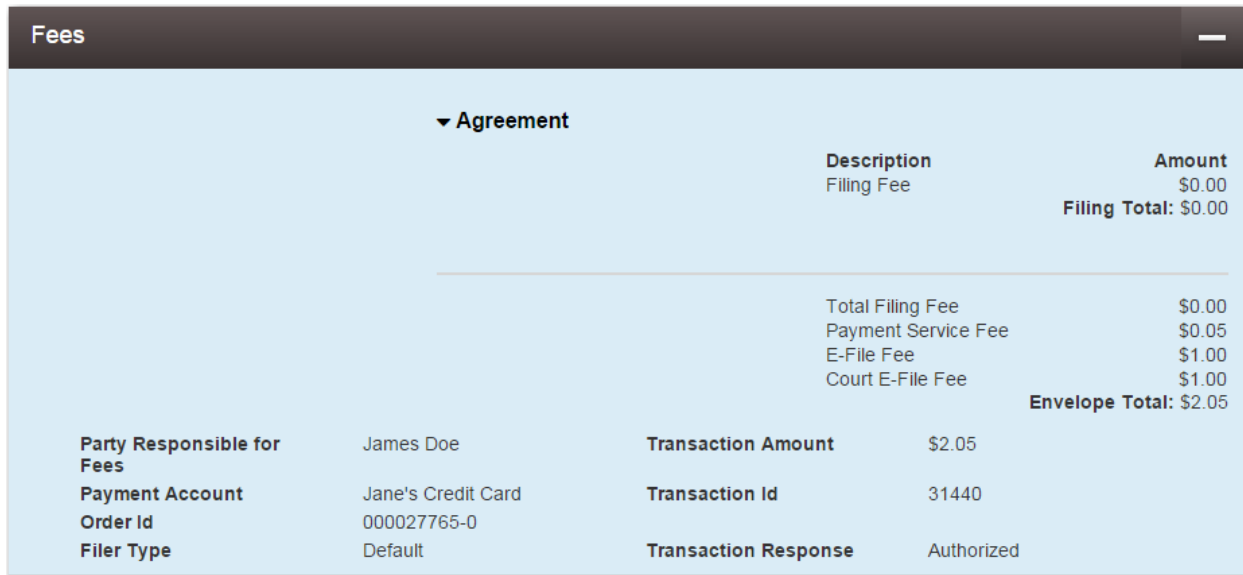 Fees
Agreement
Description Amount
Filing Fee $0.00
Filing Total: $0.00
Total Filing Fee $0.00
Payment Service Fee $0.05
E-File Fee $1.00
Court E-File Fee $1.00
Envelope Total: $2.05
Party Responsible for James Doe Transaction Amount $2.05
Fees
Payment Account Jane's Credit Card Transaction Id 31440
Order Id 000027765-0
Filer Type Default Transaction Response Authorized